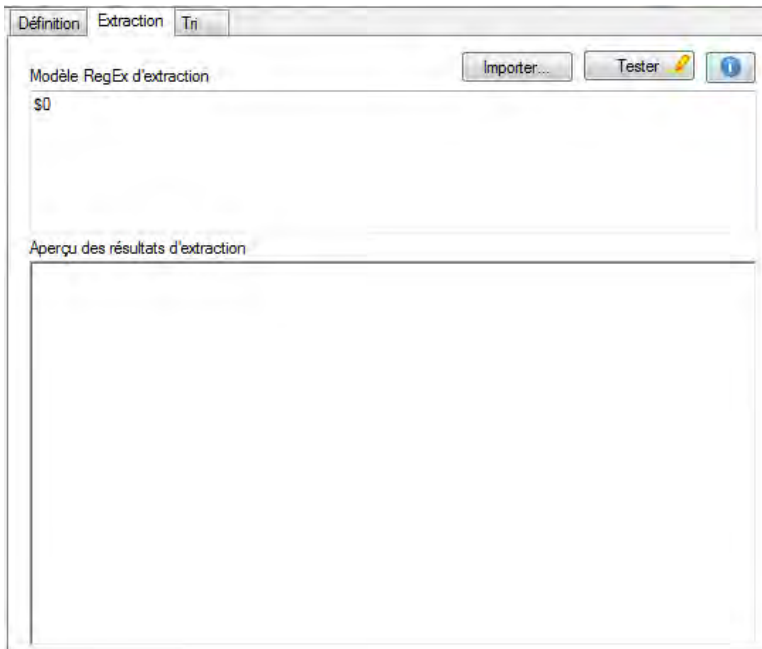 Définition Extraction Tri
Importer... Tester
Modèle RegEx d'extraction
$0
Aperçu des résultats d'extraction